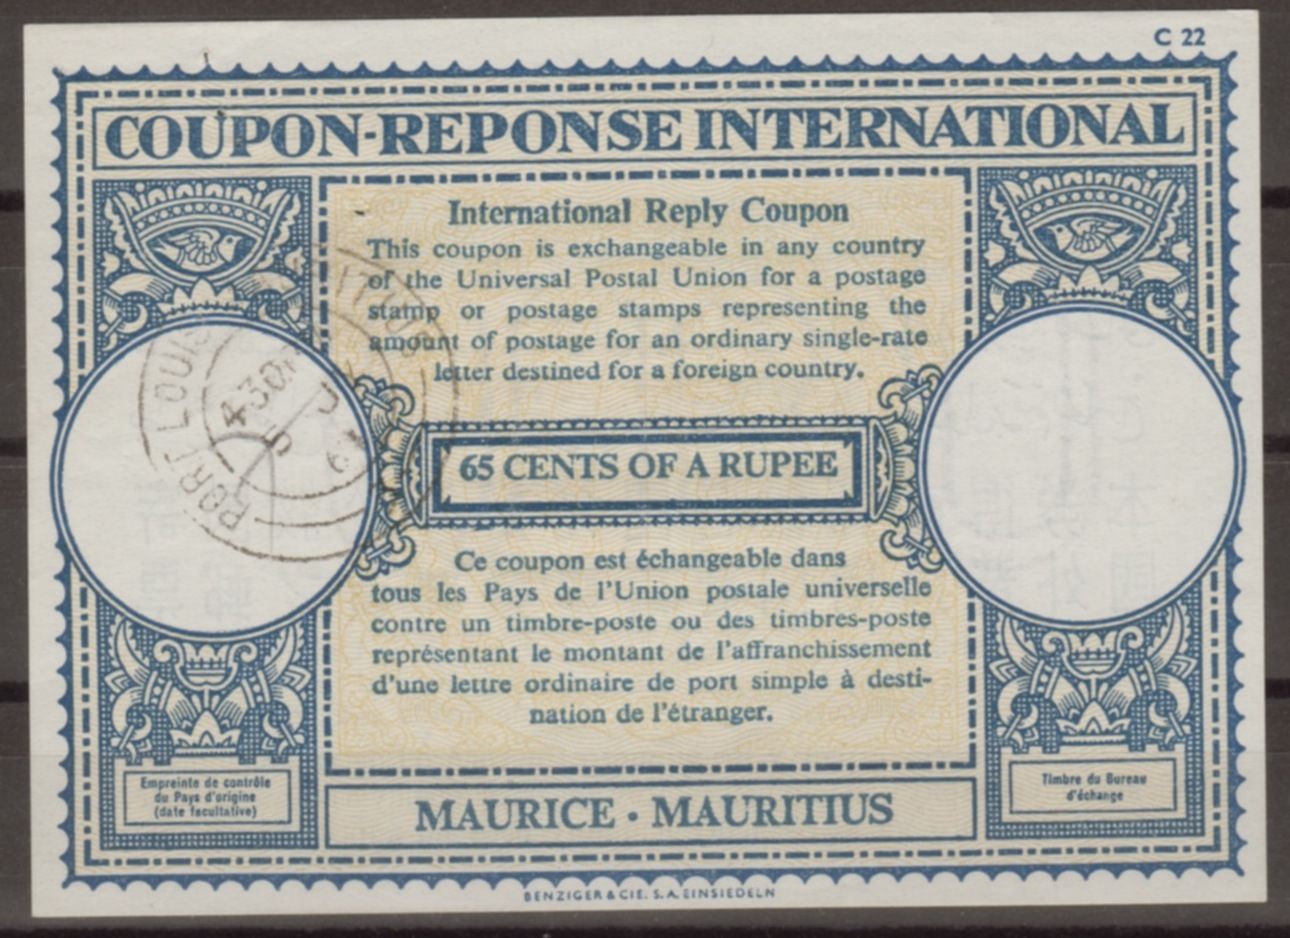 C 22
COUPON-REPONSE INTERNATIONAL
International Reply Coupon
This coupon is exchangeable in any country
of the Universal Postal Union for a postage
stamp or postage stamps representing the
amount of postage for an ordinary single-rate
letter destined for a foreign country.
65 CENTS OF A RUPEE
Ce coupon est échangeable dans
tous les Pays de l'Union postale universelle
contre un timbre-poste ou des timbres-poste
représentant le montant de l'affranchissement
d'une lettre ordinaire de port simple à desti-
nation de l'étranger.
PORT LOUIS
Empreinte de contrôle
du Pays d'origine
(date facultative)
Timbre du Bureau
d'échange
MAURICE · MAURITIUS
BENZIGER & CIE. S.A. EINSIEDELN